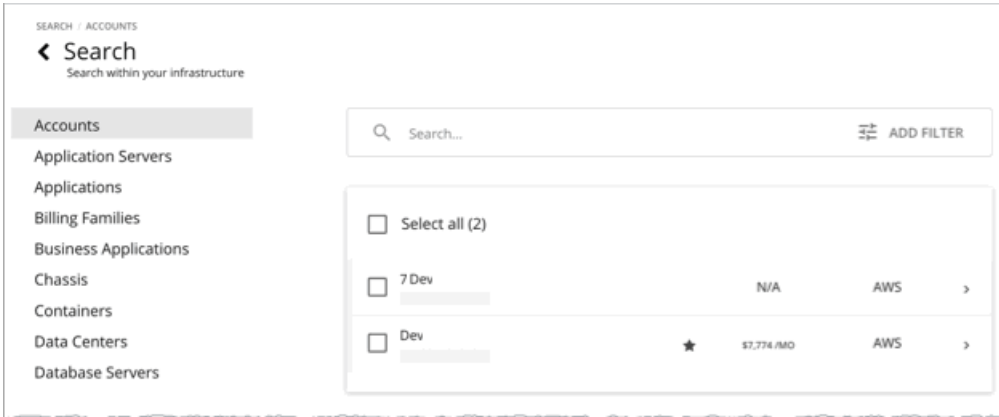 SEARCH / ACCOUNTS
Search
Search within your infrastructure
Accounts
Application Servers
Applications
Billing Families
Business Applications
Chassis
Containers
Data Centers
Database Servers
Search...
ADD FILTER
Select all (2)
7 Dev
N/A
AWS
Dev
$7,774 /MO
AWS